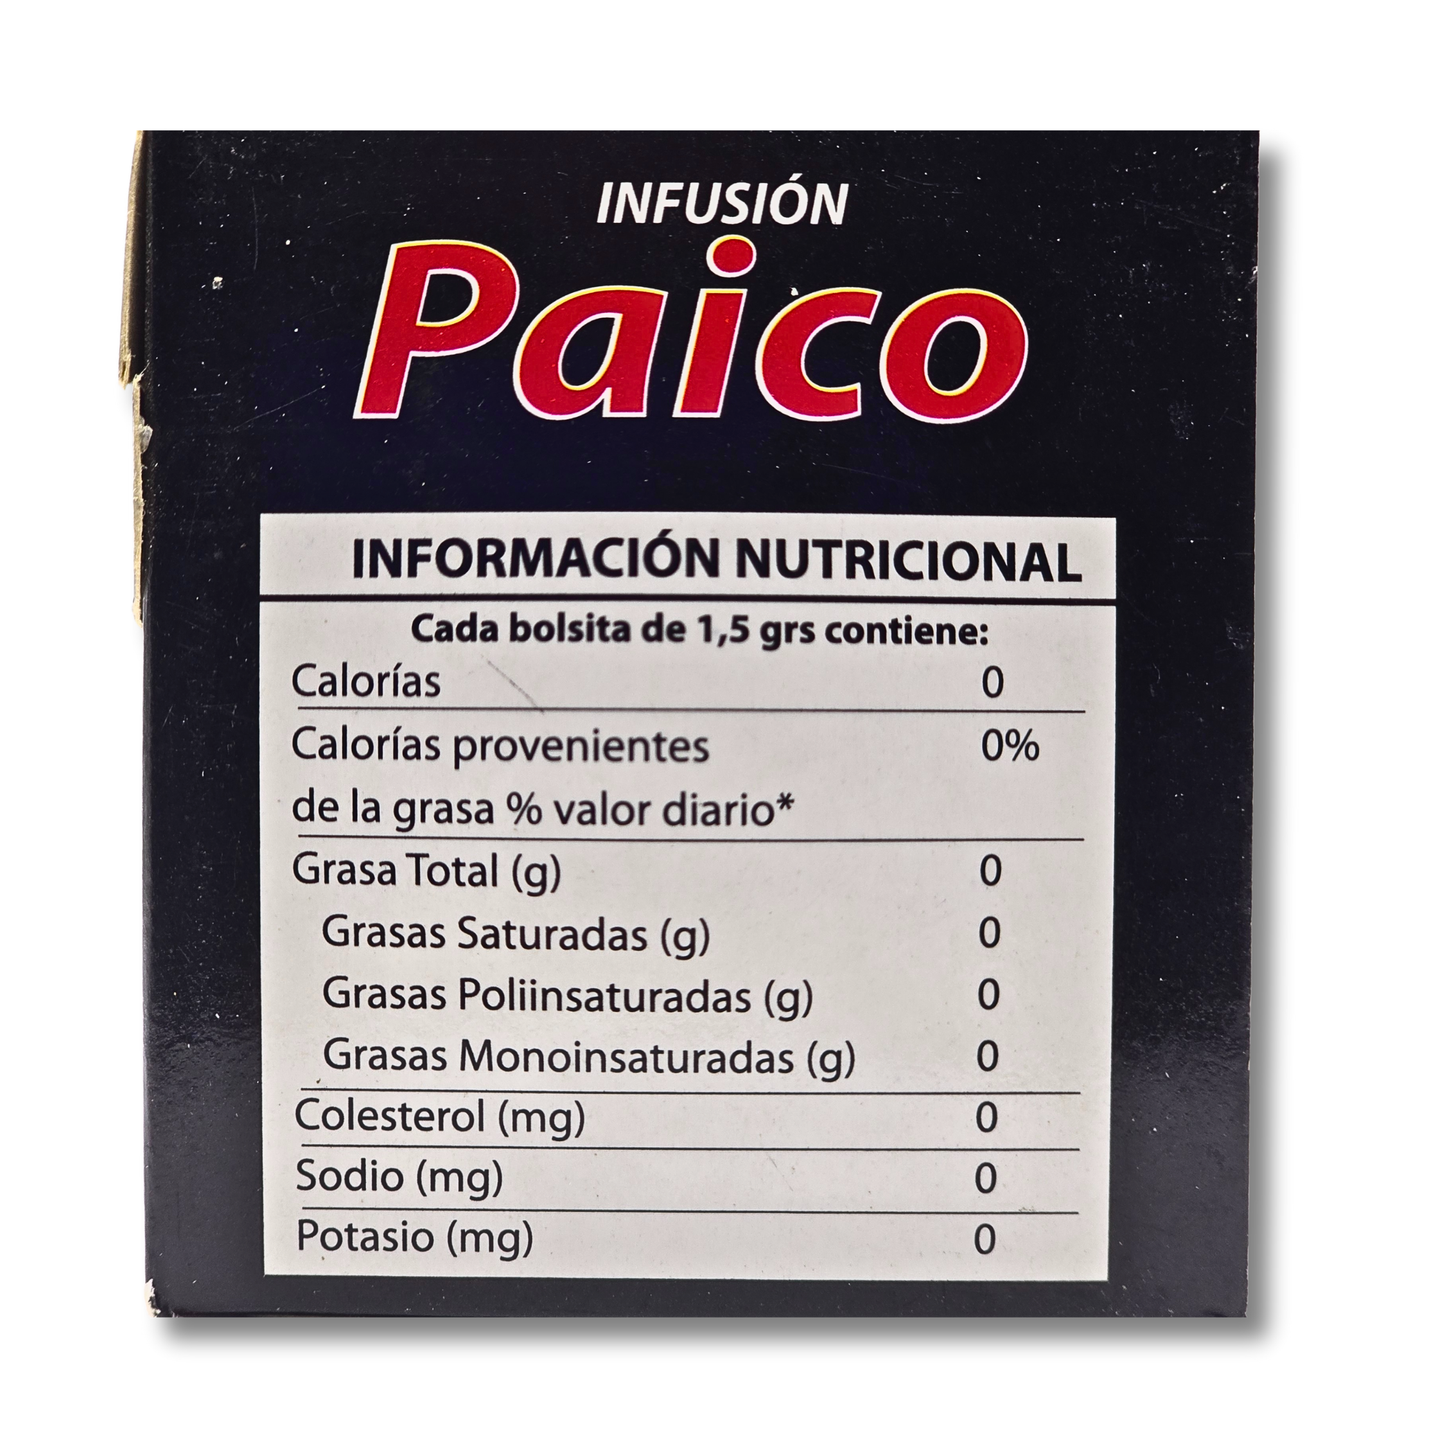 INFUSIÓN
Paico
INFORMACIÓN NUTRICIONAL
Cada bolsita de 1,5 grs contiene:
Calorías 0
Calorías provenientes 0%
de la grasa % valor diario*
Grasa Total (g) 0
Grasas Saturadas (g) 0
Grasas Poliinsaturadas (g) 0
Grasas Monoinsaturadas (g) 0
Colesterol (mg) 0
Sodio (mg) 0
Potasio (mg) 0